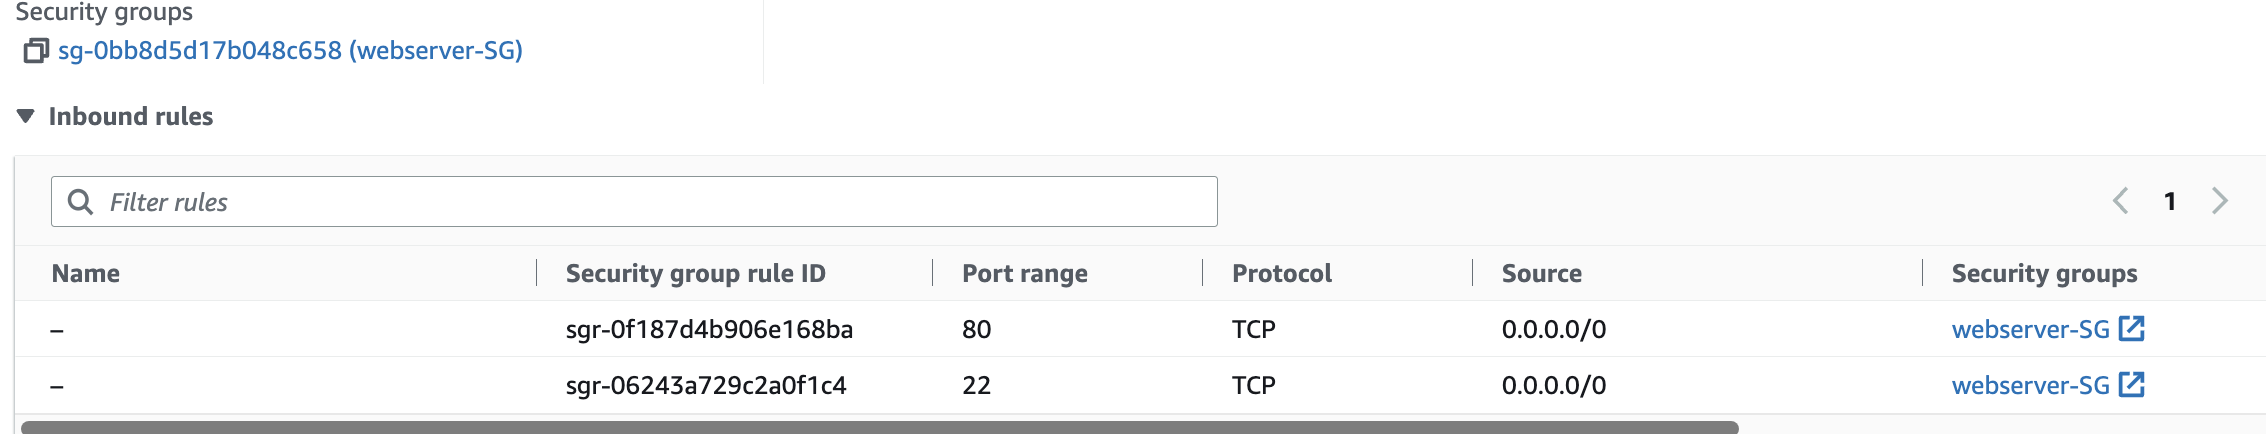 Security groups
sg-0bb8d5d17b048c658 (webserver-SG)
Inbound rules
Filter rules
1
Name Security group rule ID Port range Protocol Source Security groups
– sgr-0f187d4b906e168ba 80 TCP 0.0.0.0/0 webserver-SG
– sgr-06243a729c2a0f1c4 22 TCP 0.0.0.0/0 webserver-SG